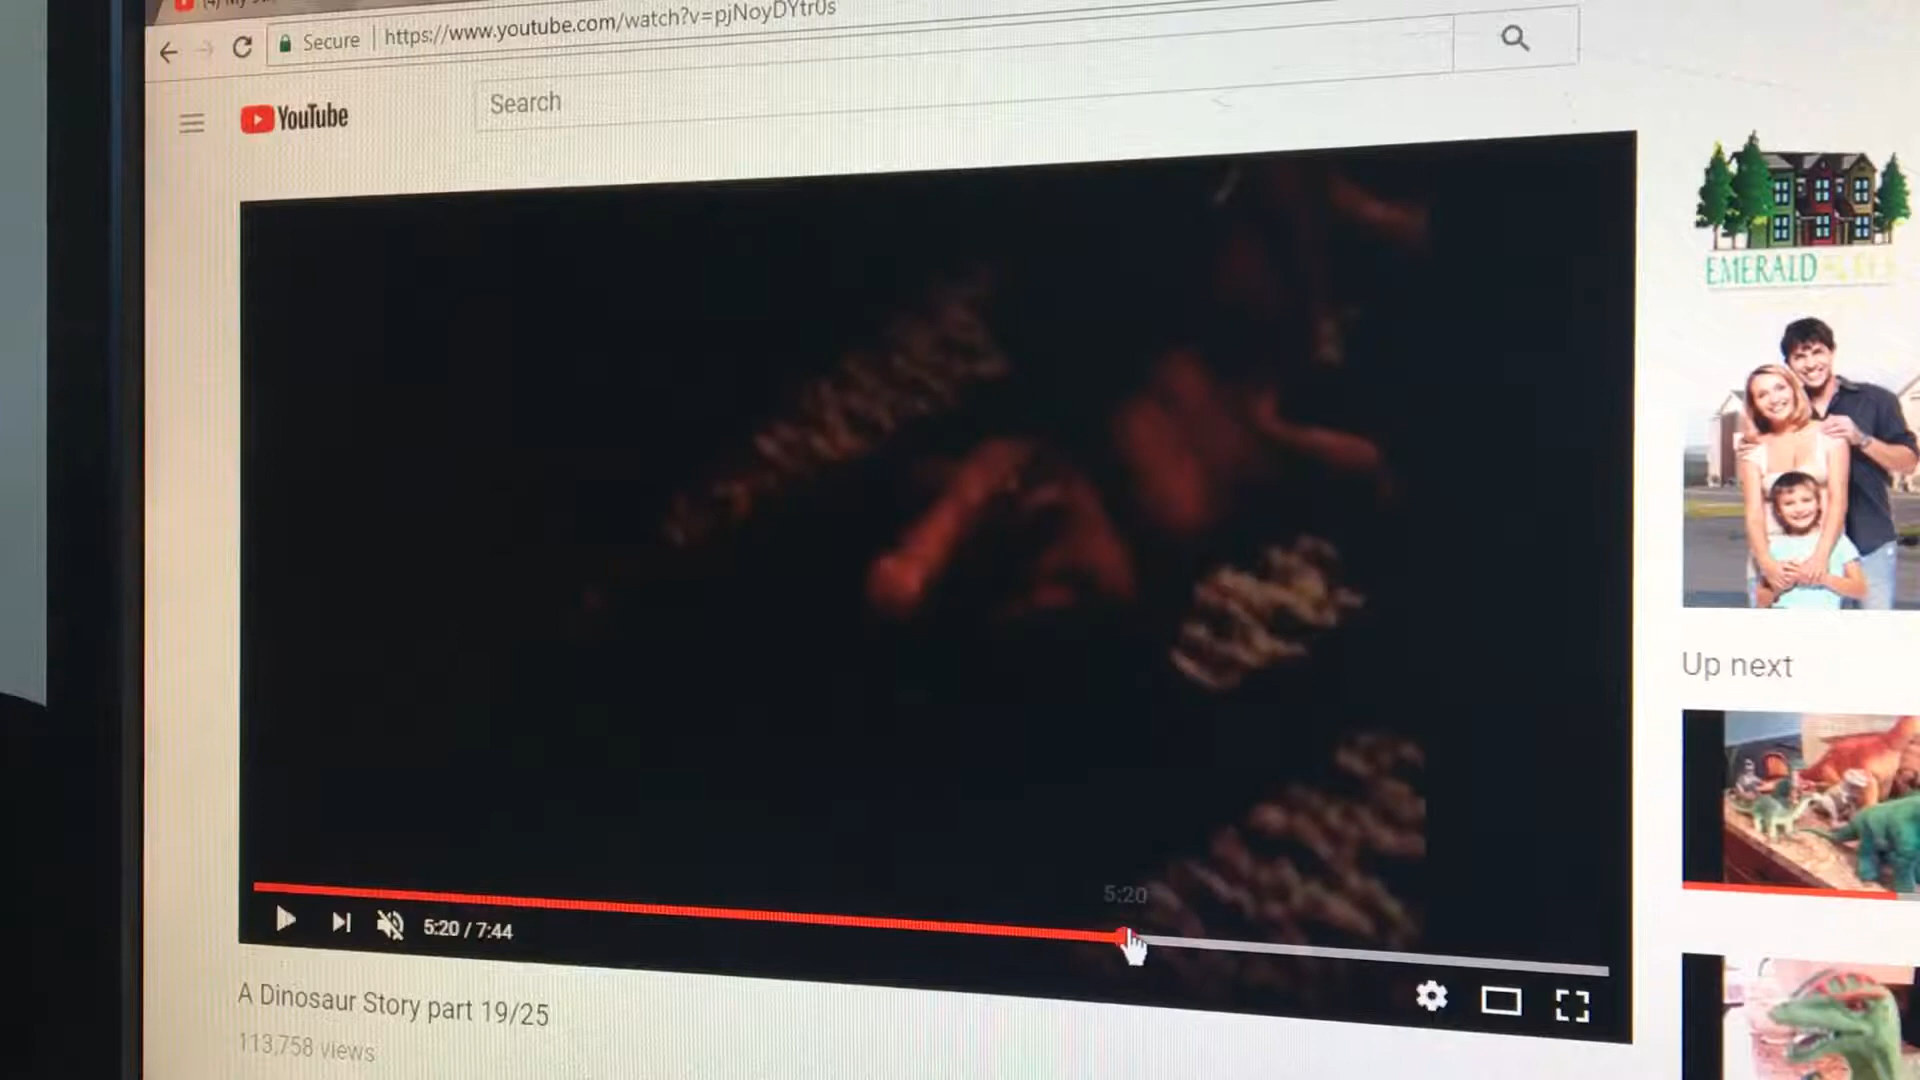 Secure | https://www.youtube.com/watch?v=pjNoyDYtr0s
YouTube
Search
EMERALD
Up next
5:20
5:20 / 7:44
A Dinosaur Story part 19/25
113,758 views